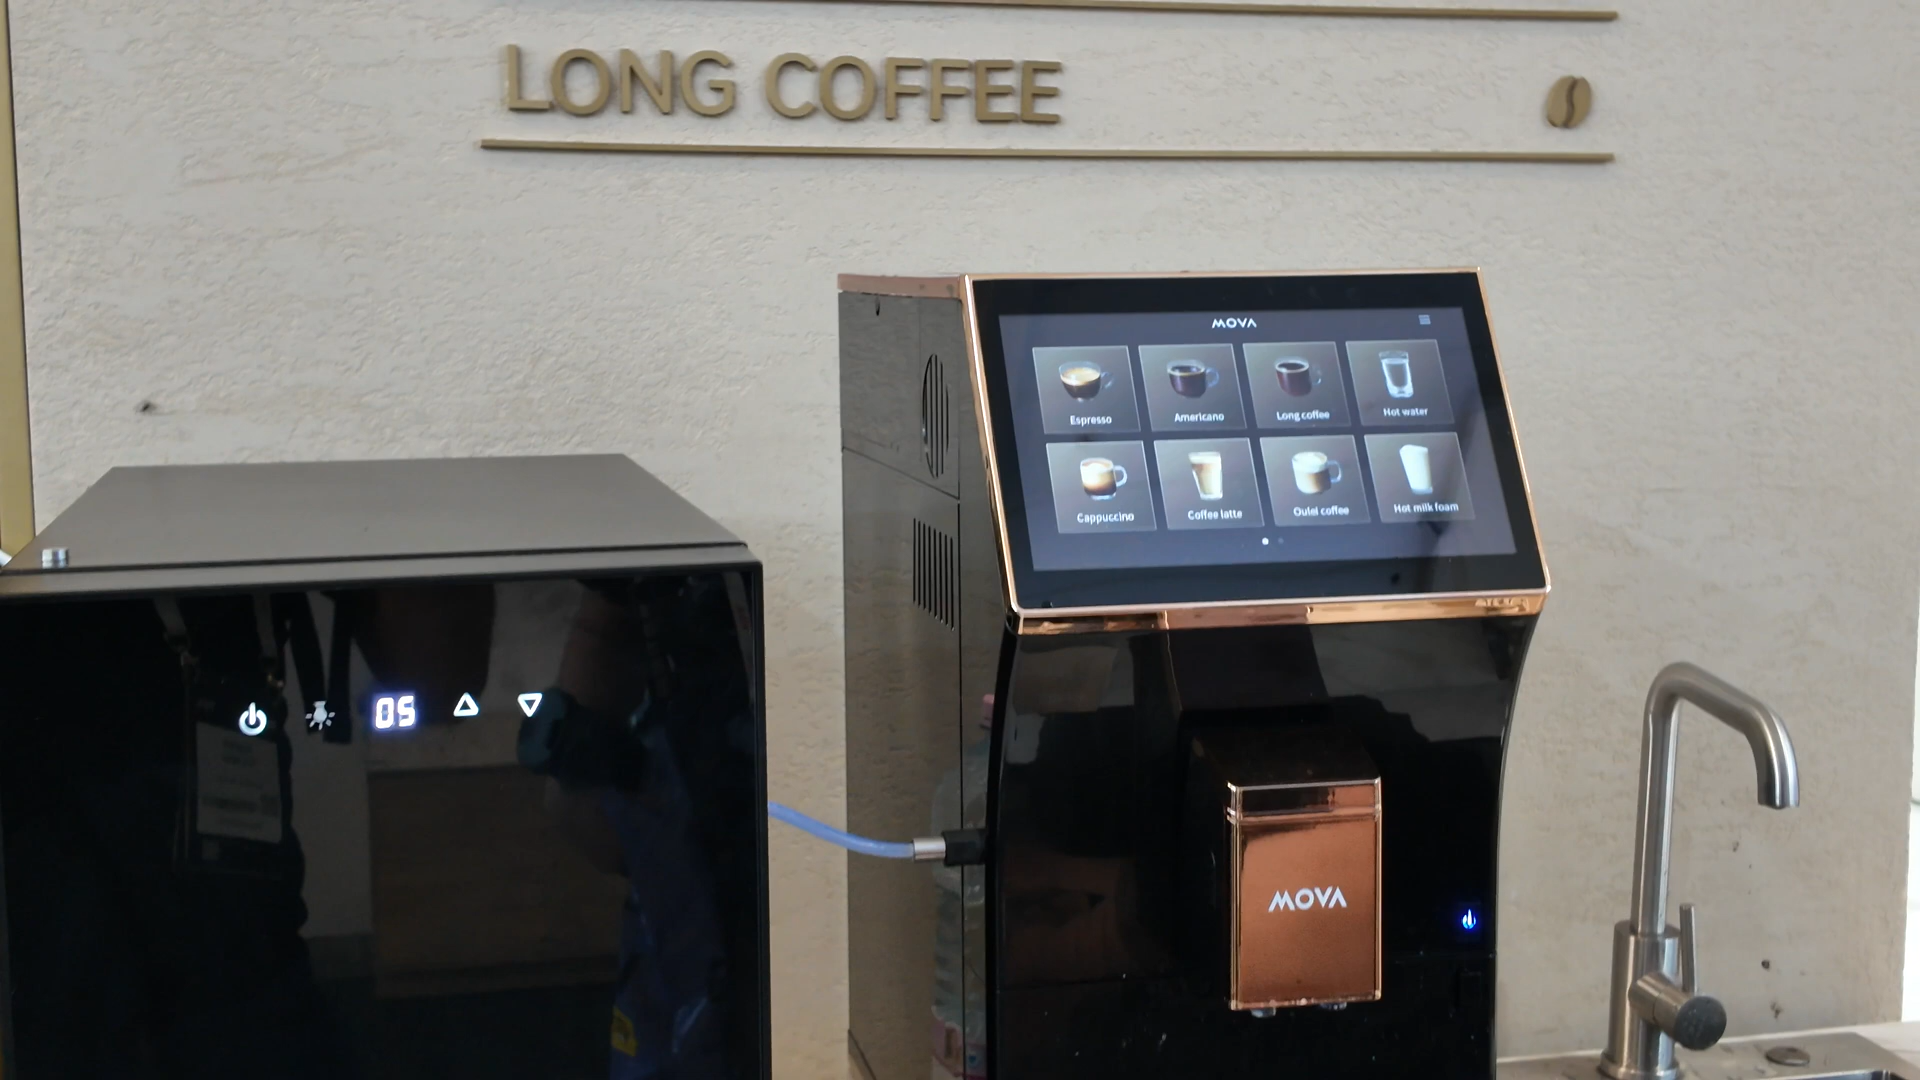 LONG COFFEE
MOVA
Espresso
Americano
Long coffee
Hot water
Cappuccino
Coffee latte
Oulei coffee
Hot milk foam
05
MOVA